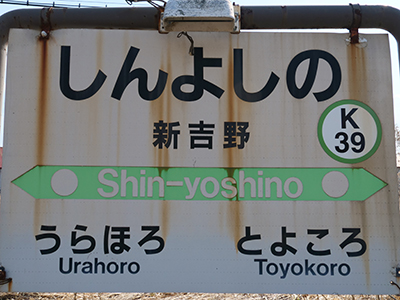 しんよしの
新吉野
K
39
Shin-yoshino
うらほろ
Urahoro
とよころ
Toyokoro